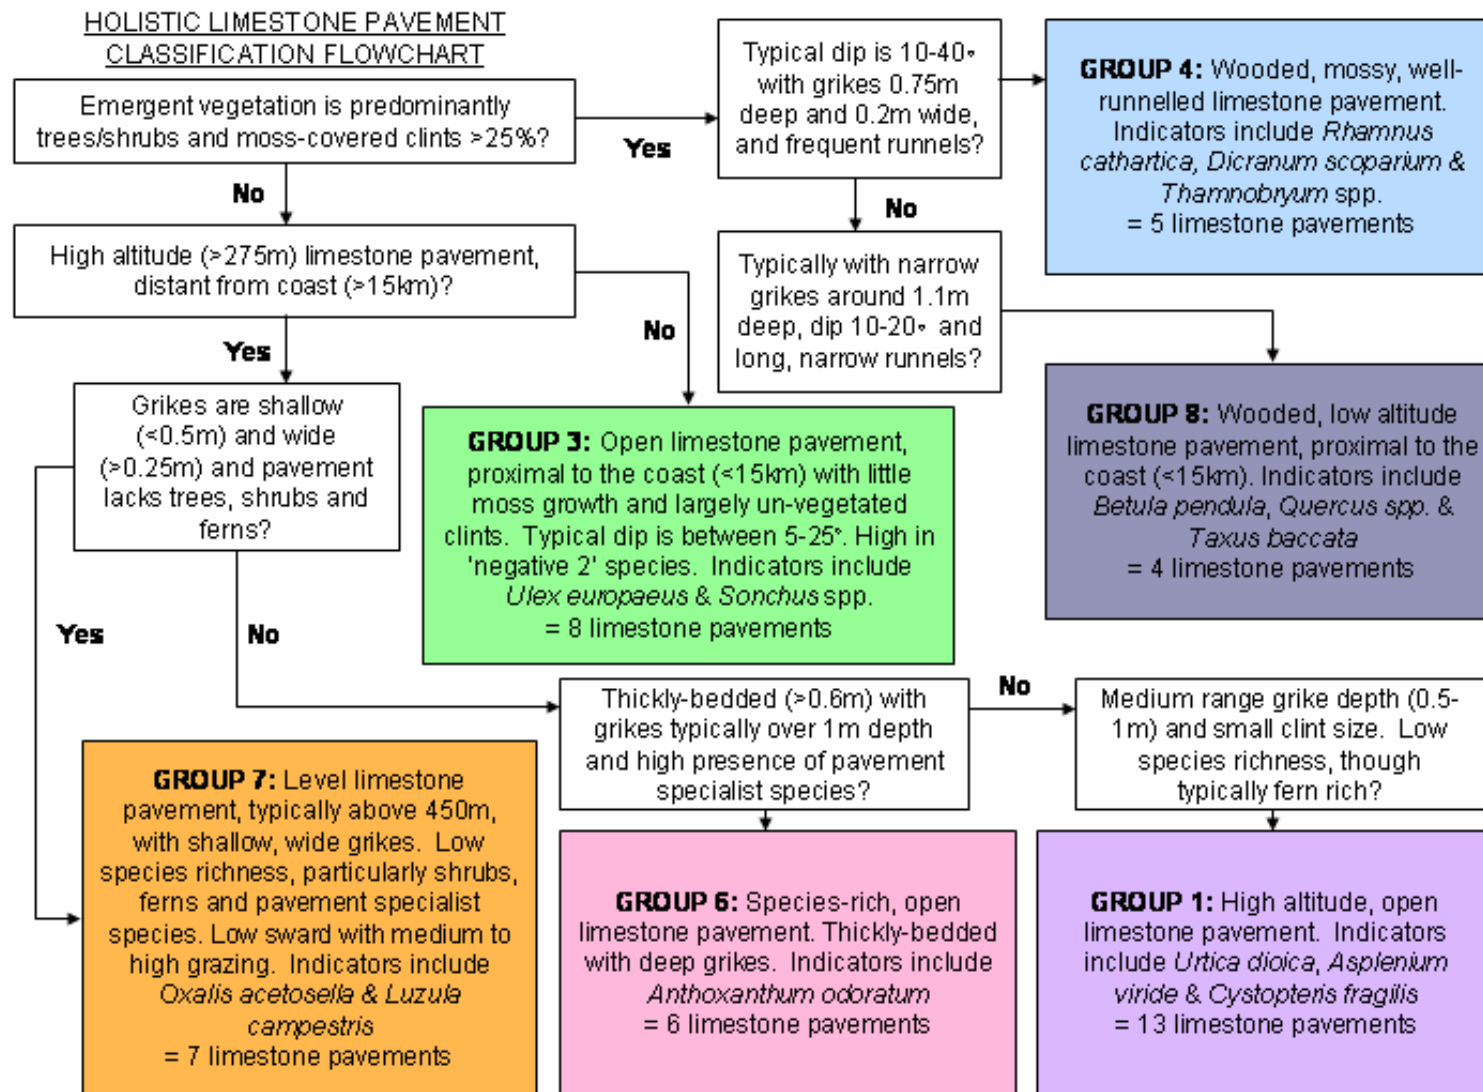 HOLISTIC LIMESTONE PAVEMENT
CLASSIFICATION FLOWCHART
Emergent vegetation is predominantly
trees/shrubs and moss-covered clints >25%?
Yes
Typical dip is 10-40°
with grikes 0.75m
deep and 0.2m wide,
and frequent runnels?
GROUP 4: Wooded, mossy, well-
runnelled limestone pavement.
Indicators include Rhamnus
cathartica, Dicranum scoparium &
Thamnobryum spp.
= 5 limestone pavements
No
No
High altitude (>275m) limestone pavement,
distant from coast (>15km)?
Typically with narrow
grikes around 1.1m
deep, dip 10-20° and
long, narrow runnels?
Yes
No
GROUP 8: Wooded, low altitude
limestone pavement, proximal to the
coast (<15km). Indicators include
Betula pendula, Quercus spp. &
Taxus baccata
= 4 limestone pavements
Grikes are shallow
(<0.5m) and wide
(>0.25m) and pavement
lacks trees, shrubs and
ferns?
GROUP 3: Open limestone pavement,
proximal to the coast (<15km) with little
moss growth and largely un-vegetated
clints. Typical dip is between 5-25°. High in
'negative 2' species. Indicators include
Ulex europaeus & Sonchus spp.
= 8 limestone pavements
Yes
No
Thickly-bedded (>0.6m) with
grikes typically over 1m depth
and high presence of pavement
specialist species?
No
Medium range grike depth (0.5-
1m) and small clint size. Low
species richness, though
typically fern rich?
GROUP 7: Level limestone
pavement, typically above 450m,
with shallow, wide grikes. Low
species richness, particularly shrubs,
ferns and pavement specialist
species. Low sward with medium to
high grazing. Indicators include
Oxalis acetosella & Luzula
campestris
= 7 limestone pavements
GROUP 6: Species-rich, open
limestone pavement. Thickly-bedded
with deep grikes. Indicators include
Anthoxanthum odoratum
= 6 limestone pavements
GROUP 1: High altitude, open
limestone pavement. Indicators
include Urtica dioica, Asplenium
viride & Cystopteris fragilis
= 13 limestone pavements